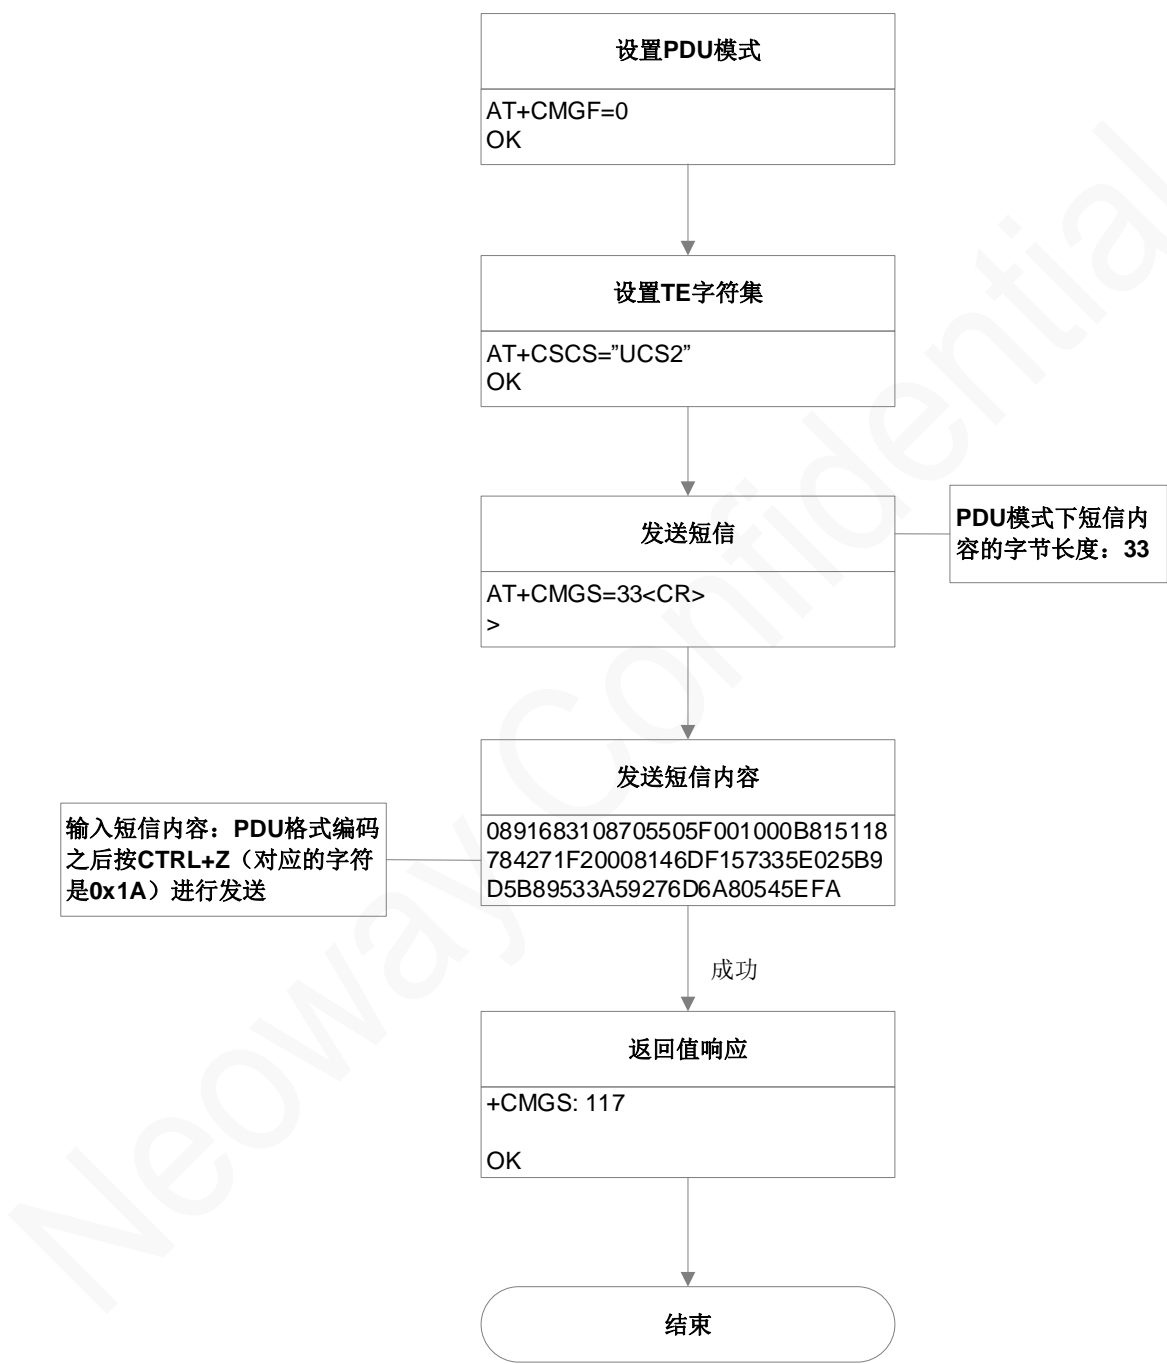 设置PDU模式
AT+CMGF=0
OK
设置TE字符集
AT+CSCS=”UCS2”
OK
发送短信
AT+CMGS=33<CR>
>
PDU模式下短信内
容的字节长度：33
发送短信内容
0891683108705505F001000B815118
784271F20008146DF157335E025B9
D5B89533A59276D6A80545EFA
输入短信内容：PDU格式编码
之后按CTRL+Z（对应的字符
是0x1A）进行发送
成功
返回值响应
+CMGS: 117
OK
结束
Neoway Confidential